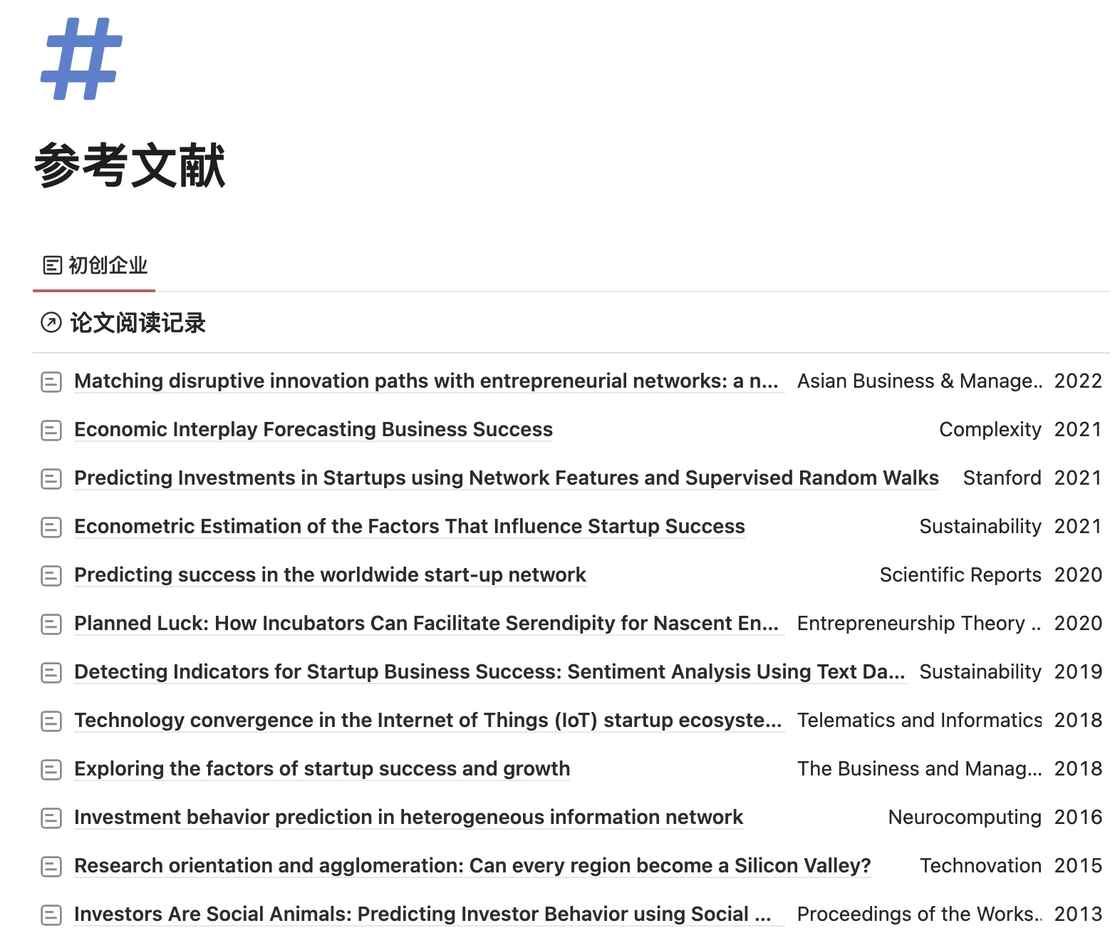 #
参考文献
初创企业
论文阅读记录
Matching disruptive innovation paths with entrepreneurial networks: a n... Asian Business & Manage.. 2022
Economic Interplay Forecasting Business Success Complexity 2021
Predicting Investments in Startups using Network Features and Supervised Random Walks Stanford 2021
Econometric Estimation of the Factors That Influence Startup Success Sustainability 2021
Predicting success in the worldwide start-up network Scientific Reports 2020
Planned Luck: How Incubators Can Facilitate Serendipity for Nascent En... Entrepreneurship Theory .. 2020
Detecting Indicators for Startup Business Success: Sentiment Analysis Using Text Da... Sustainability 2019
Technology convergence in the Internet of Things (IoT) startup ecosyste... Telematics and Informatics 2018
Exploring the factors of startup success and growth The Business and Manag... 2018
Investment behavior prediction in heterogeneous information network Neurocomputing 2016
Research orientation and agglomeration: Can every region become a Silicon Valley? Technovation 2015
Investors Are Social Animals: Predicting Investor Behavior using Social ... Proceedings of the Works.. 2013